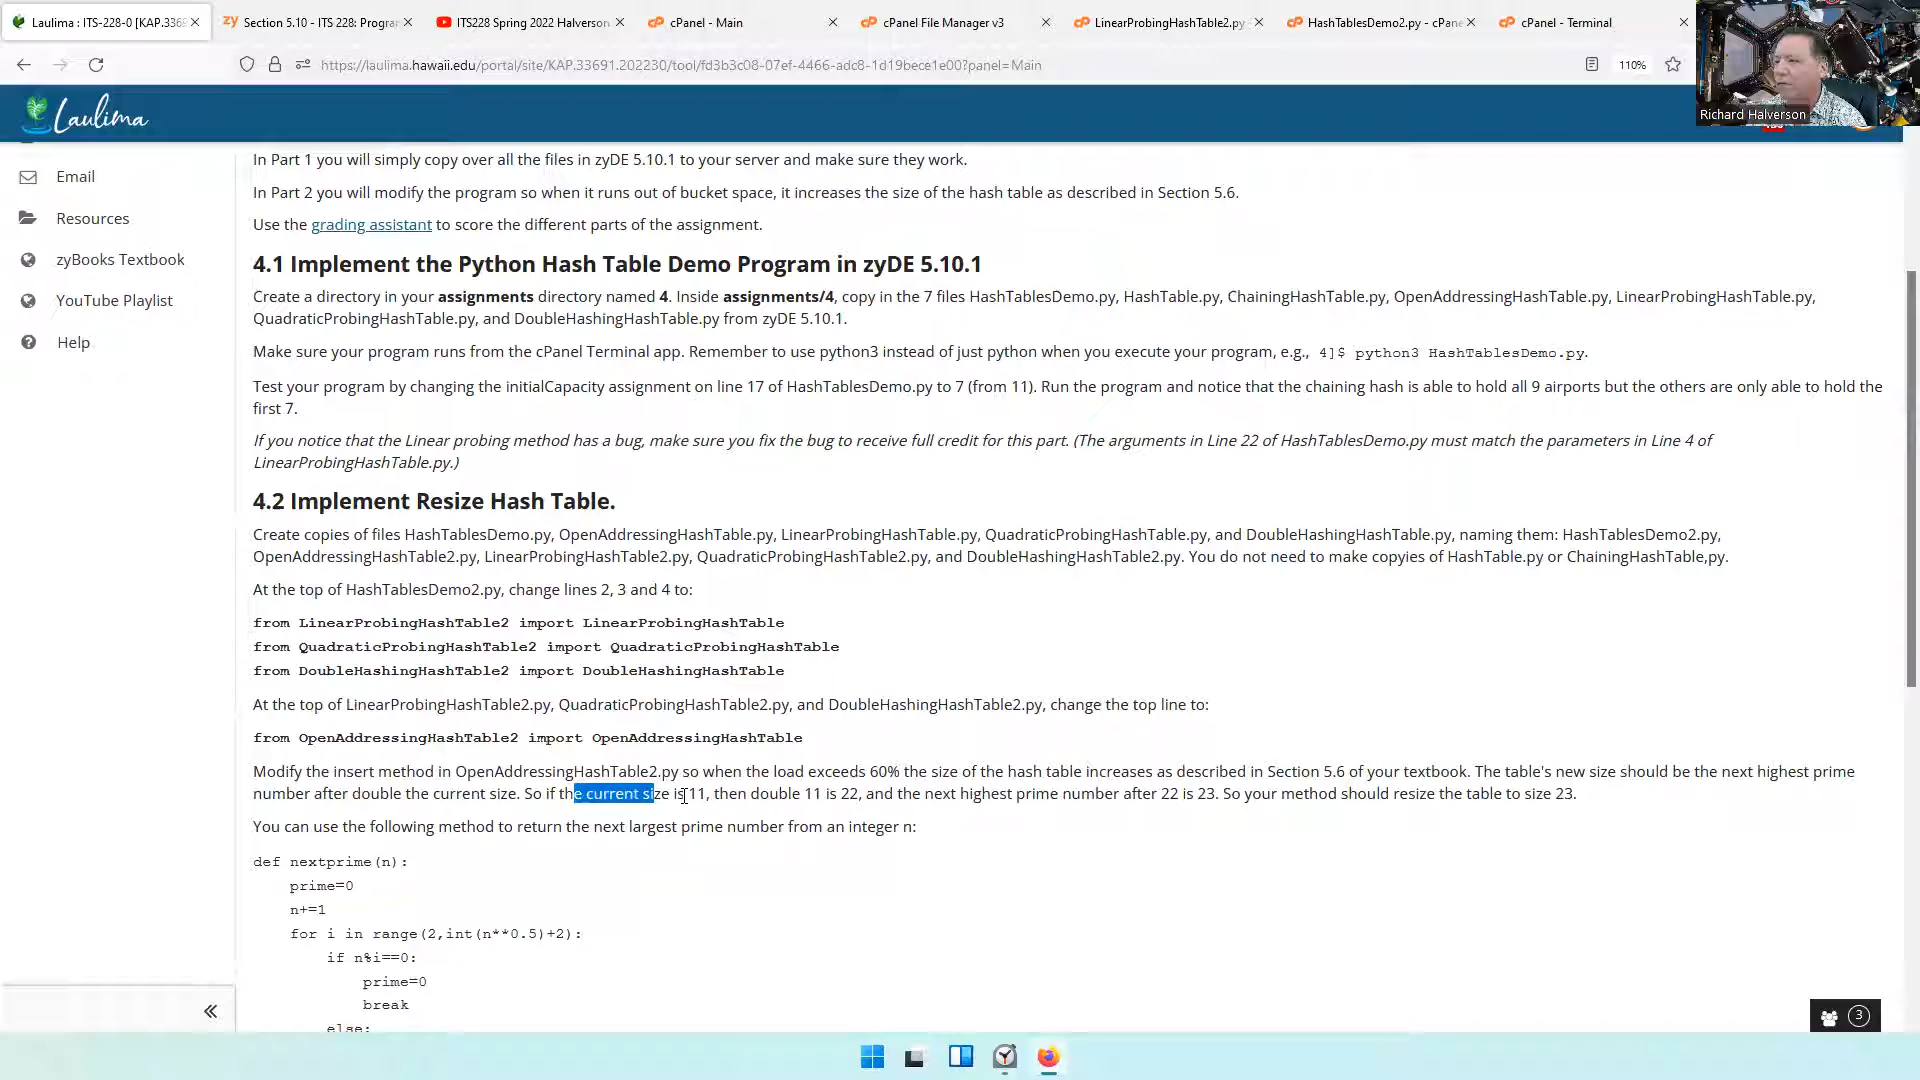 Laulima : ITS-228-0 [KAP.3369
Section 5.10 - ITS 228: Program
ITS228 Spring 2022 Halverson
cPanel - Main
cPanel File Manager v3
LinearProbingHashTable2.py -
HashTablesDemo2.py - cPane
cPanel - Terminal
https://laulima.hawaii.edu/portal/site/KAP.33691.202230/tool/fd3b3c08-07ef-4466-adc8-1d19bece1e00?panel=Main
110%
Richard Halverson
Laulima
Email
Resources
zyBooks Textbook
YouTube Playlist
Help
In Part 1 you will simply copy over all the files in zyDE 5.10.1 to your server and make sure they work.
In Part 2 you will modify the program so when it runs out of bucket space, it increases the size of the hash table as described in Section 5.6.
Use the grading assistant to score the different parts of the assignment.
4.1 Implement the Python Hash Table Demo Program in zyDE 5.10.1
Create a directory in your assignments directory named 4. Inside assignments/4, copy in the 7 files HashTablesDemo.py, HashTable.py, ChainingHashTable.py, OpenAddressingHashTable.py, LinearProbingHashTable.py,
QuadraticProbingHashTable.py, and DoubleHashingHashTable.py from zyDE 5.10.1.
Make sure your program runs from the cPanel Terminal app. Remember to use python3 instead of just python when you execute your program, e.g., 4]$ python3 HashTablesDemo.py.
Test your program by changing the initialCapacity assignment on line 17 of HashTablesDemo.py to 7 (from 11). Run the program and notice that the chaining hash is able to hold all 9 airports but the others are only able to hold the
first 7.
If you notice that the Linear probing method has a bug, make sure you fix the bug to receive full credit for this part. (The arguments in Line 22 of HashTablesDemo.py must match the parameters in Line 4 of
LinearProbingHashTable.py.)
4.2 Implement Resize Hash Table.
Create copies of files HashTablesDemo.py, OpenAddressingHashTable.py, LinearProbingHashTable.py, QuadraticProbingHashTable.py, and DoubleHashingHashTable.py, naming them: HashTablesDemo2.py,
OpenAddressingHashTable2.py, LinearProbingHashTable2.py, QuadraticProbingHashTable2.py, and DoubleHashingHashTable2.py. You do not need to make copyies of HashTable.py or ChainingHashTable,py.
At the top of HashTablesDemo2.py, change lines 2, 3 and 4 to:
from LinearProbingHashTable2 import LinearProbingHashTable
from QuadraticProbingHashTable2 import QuadraticProbingHashTable
from DoubleHashingHashTable2 import DoubleHashingHashTable
At the top of LinearProbingHashTable2.py, QuadraticProbingHashTable2.py, and DoubleHashingHashTable2.py, change the top line to:
from OpenAddressingHashTable2 import OpenAddressingHashTable
Modify the insert method in OpenAddressingHashTable2.py so when the load exceeds 60% the size of the hash table increases as described in Section 5.6 of your textbook. The table's new size should be the next highest prime
number after double the current size. So if the current size is 11, then double 11 is 22, and the next highest prime number after 22 is 23. So your method should resize the table to size 23.
You can use the following method to return the next largest prime number from an integer n:
def nextprime(n):
prime=0
n+=1
for i in range(2,int(n**0.5)+2):
if n%i==0:
prime=0
break
else:
3